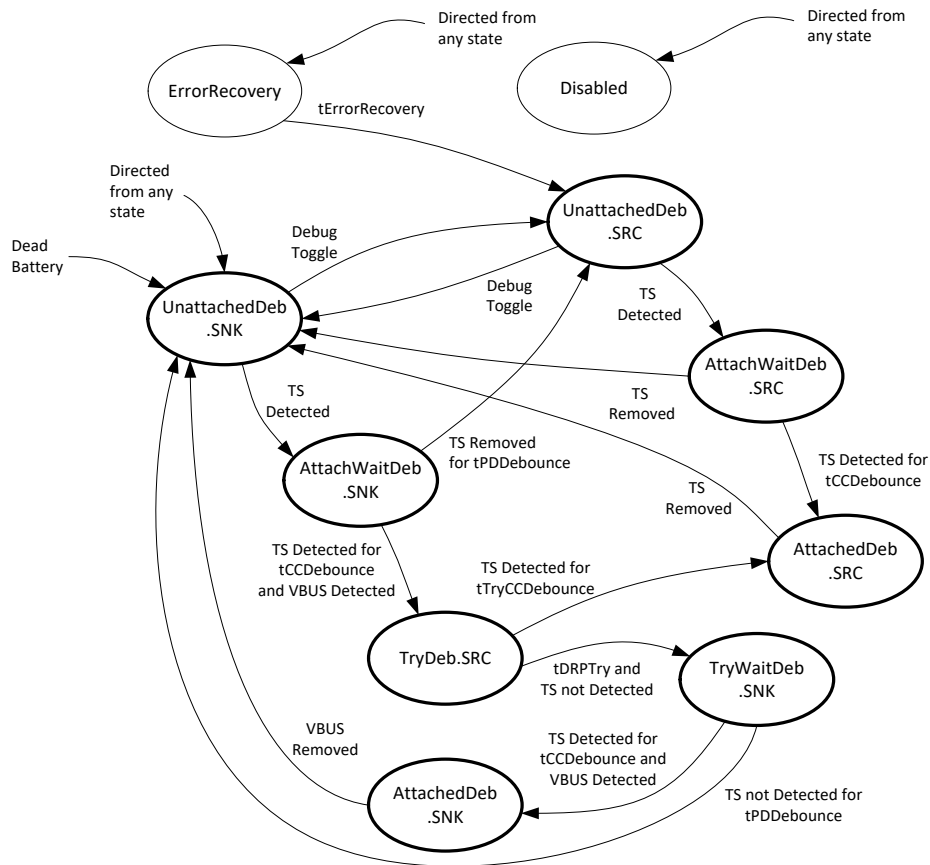 Directed from
any state
Directed from
any state
ErrorRecovery
Disabled
tErrorRecovery
Directed
from any
state
UnattachedDeb
.SRC
Dead
Battery
Debug
Toggle
UnattachedDeb
.SNK
Debug
Toggle
TS
Detected
AttachWaitDeb
.SRC
TS
Detected
TS
Removed
TS Removed
for tPDDebounce
AttachWaitDeb
.SNK
TS Detected for
tCCDebounce
TS
Removed
AttachedDeb
.SRC
TS Detected for
tCCDebounce
and VBUS Detected
TS Detected for
tTryCCDebounce
TryDeb.SRC
tDRPTry and
TS not Detected
TryWaitDeb
.SNK
VBUS
Removed
TS Detected for
tCCDebounce and
VBUS Detected
AttachedDeb
.SNK
TS not Detected for
tPDDebounce